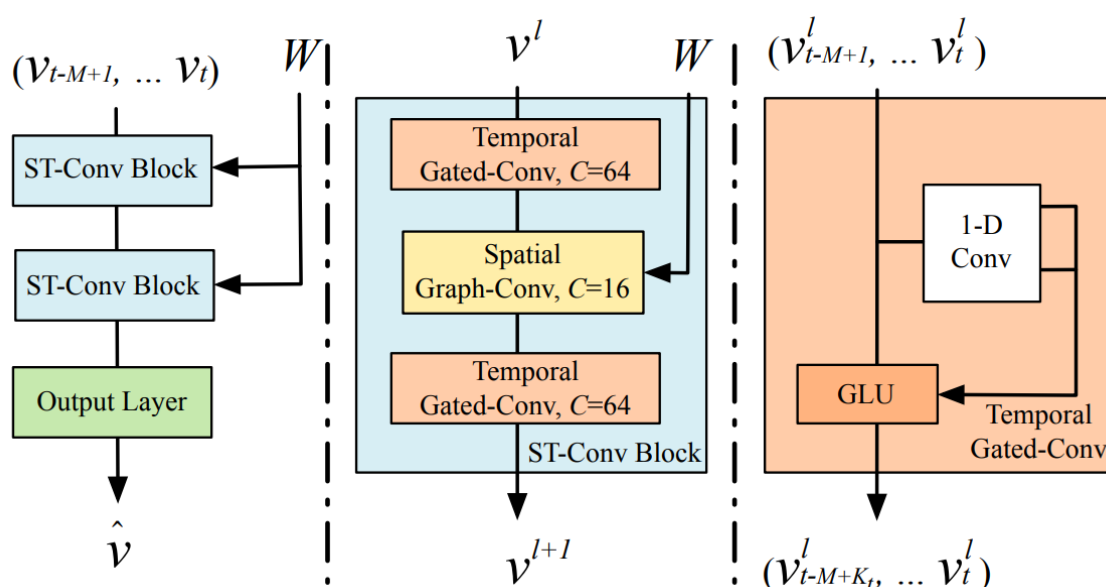 (v_{t-M+1}, ... v_t)
W
ST-Conv Block
ST-Conv Block
Output Layer
v̂
v^l
W
Temporal
Gated-Conv, C=64
Spatial
Graph-Conv, C=16
Temporal
Gated-Conv, C=64
ST-Conv Block
v^{l+1}
(v^l_{t-M+1}, ... v^l_t)
1-D
Conv
GLU
Temporal
Gated-Conv
(v^l_{t-M+K_t}, ... v^l_t)